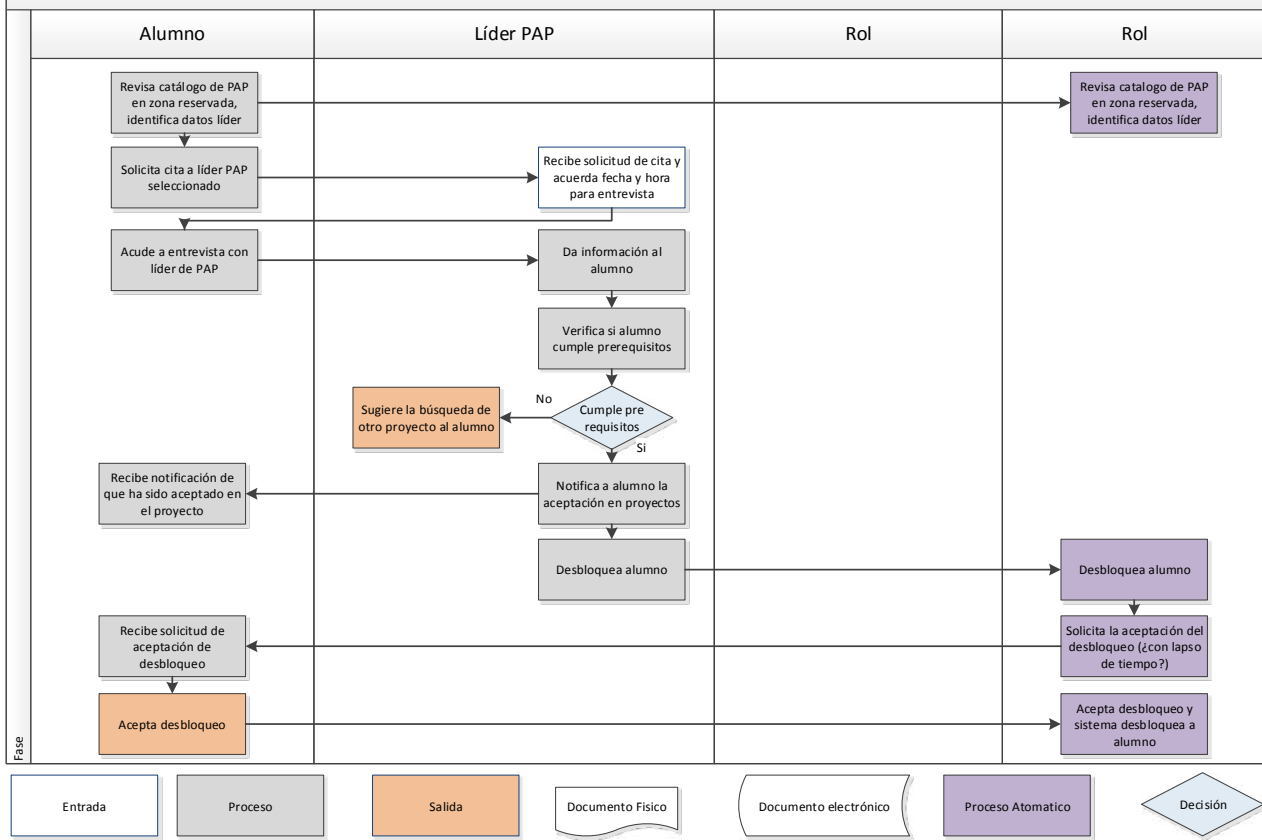 Alumno
Líder PAP
Rol
Rol
Revisa catálogo de PAP
en zona reservada,
identifica datos líder
Revisa catalogo de PAP
en zona reservada,
identifica datos líder
Solicita cita a líder PAP
seleccionado
Recibe solicitud de cita y
acuerda fecha y hora
para entrevista
Acude a entrevista con
líder de PAP
Da información al
alumno
Verifica si alumno
cumple prerequisitos
Sugiere la búsqueda de
otro proyecto al alumno
No
Cumple pre
requisitos
Si
Recibe notificación de
que ha sido aceptado en
el proyecto
Notifica a alumno la
aceptación en proyectos
Desbloquea alumno
Desbloquea alumno
Recibe solicitud de
aceptación de
desbloqueo
Solicita la aceptación del
desbloqueo (¿con lapso
de tiempo?)
Acepta desbloqueo
Acepta desbloqueo y
sistema desbloquea a
alumno
Fase
Entrada
Proceso
Salida
Documento Fisico
Documento electrónico
Proceso Atomatico
Decisión